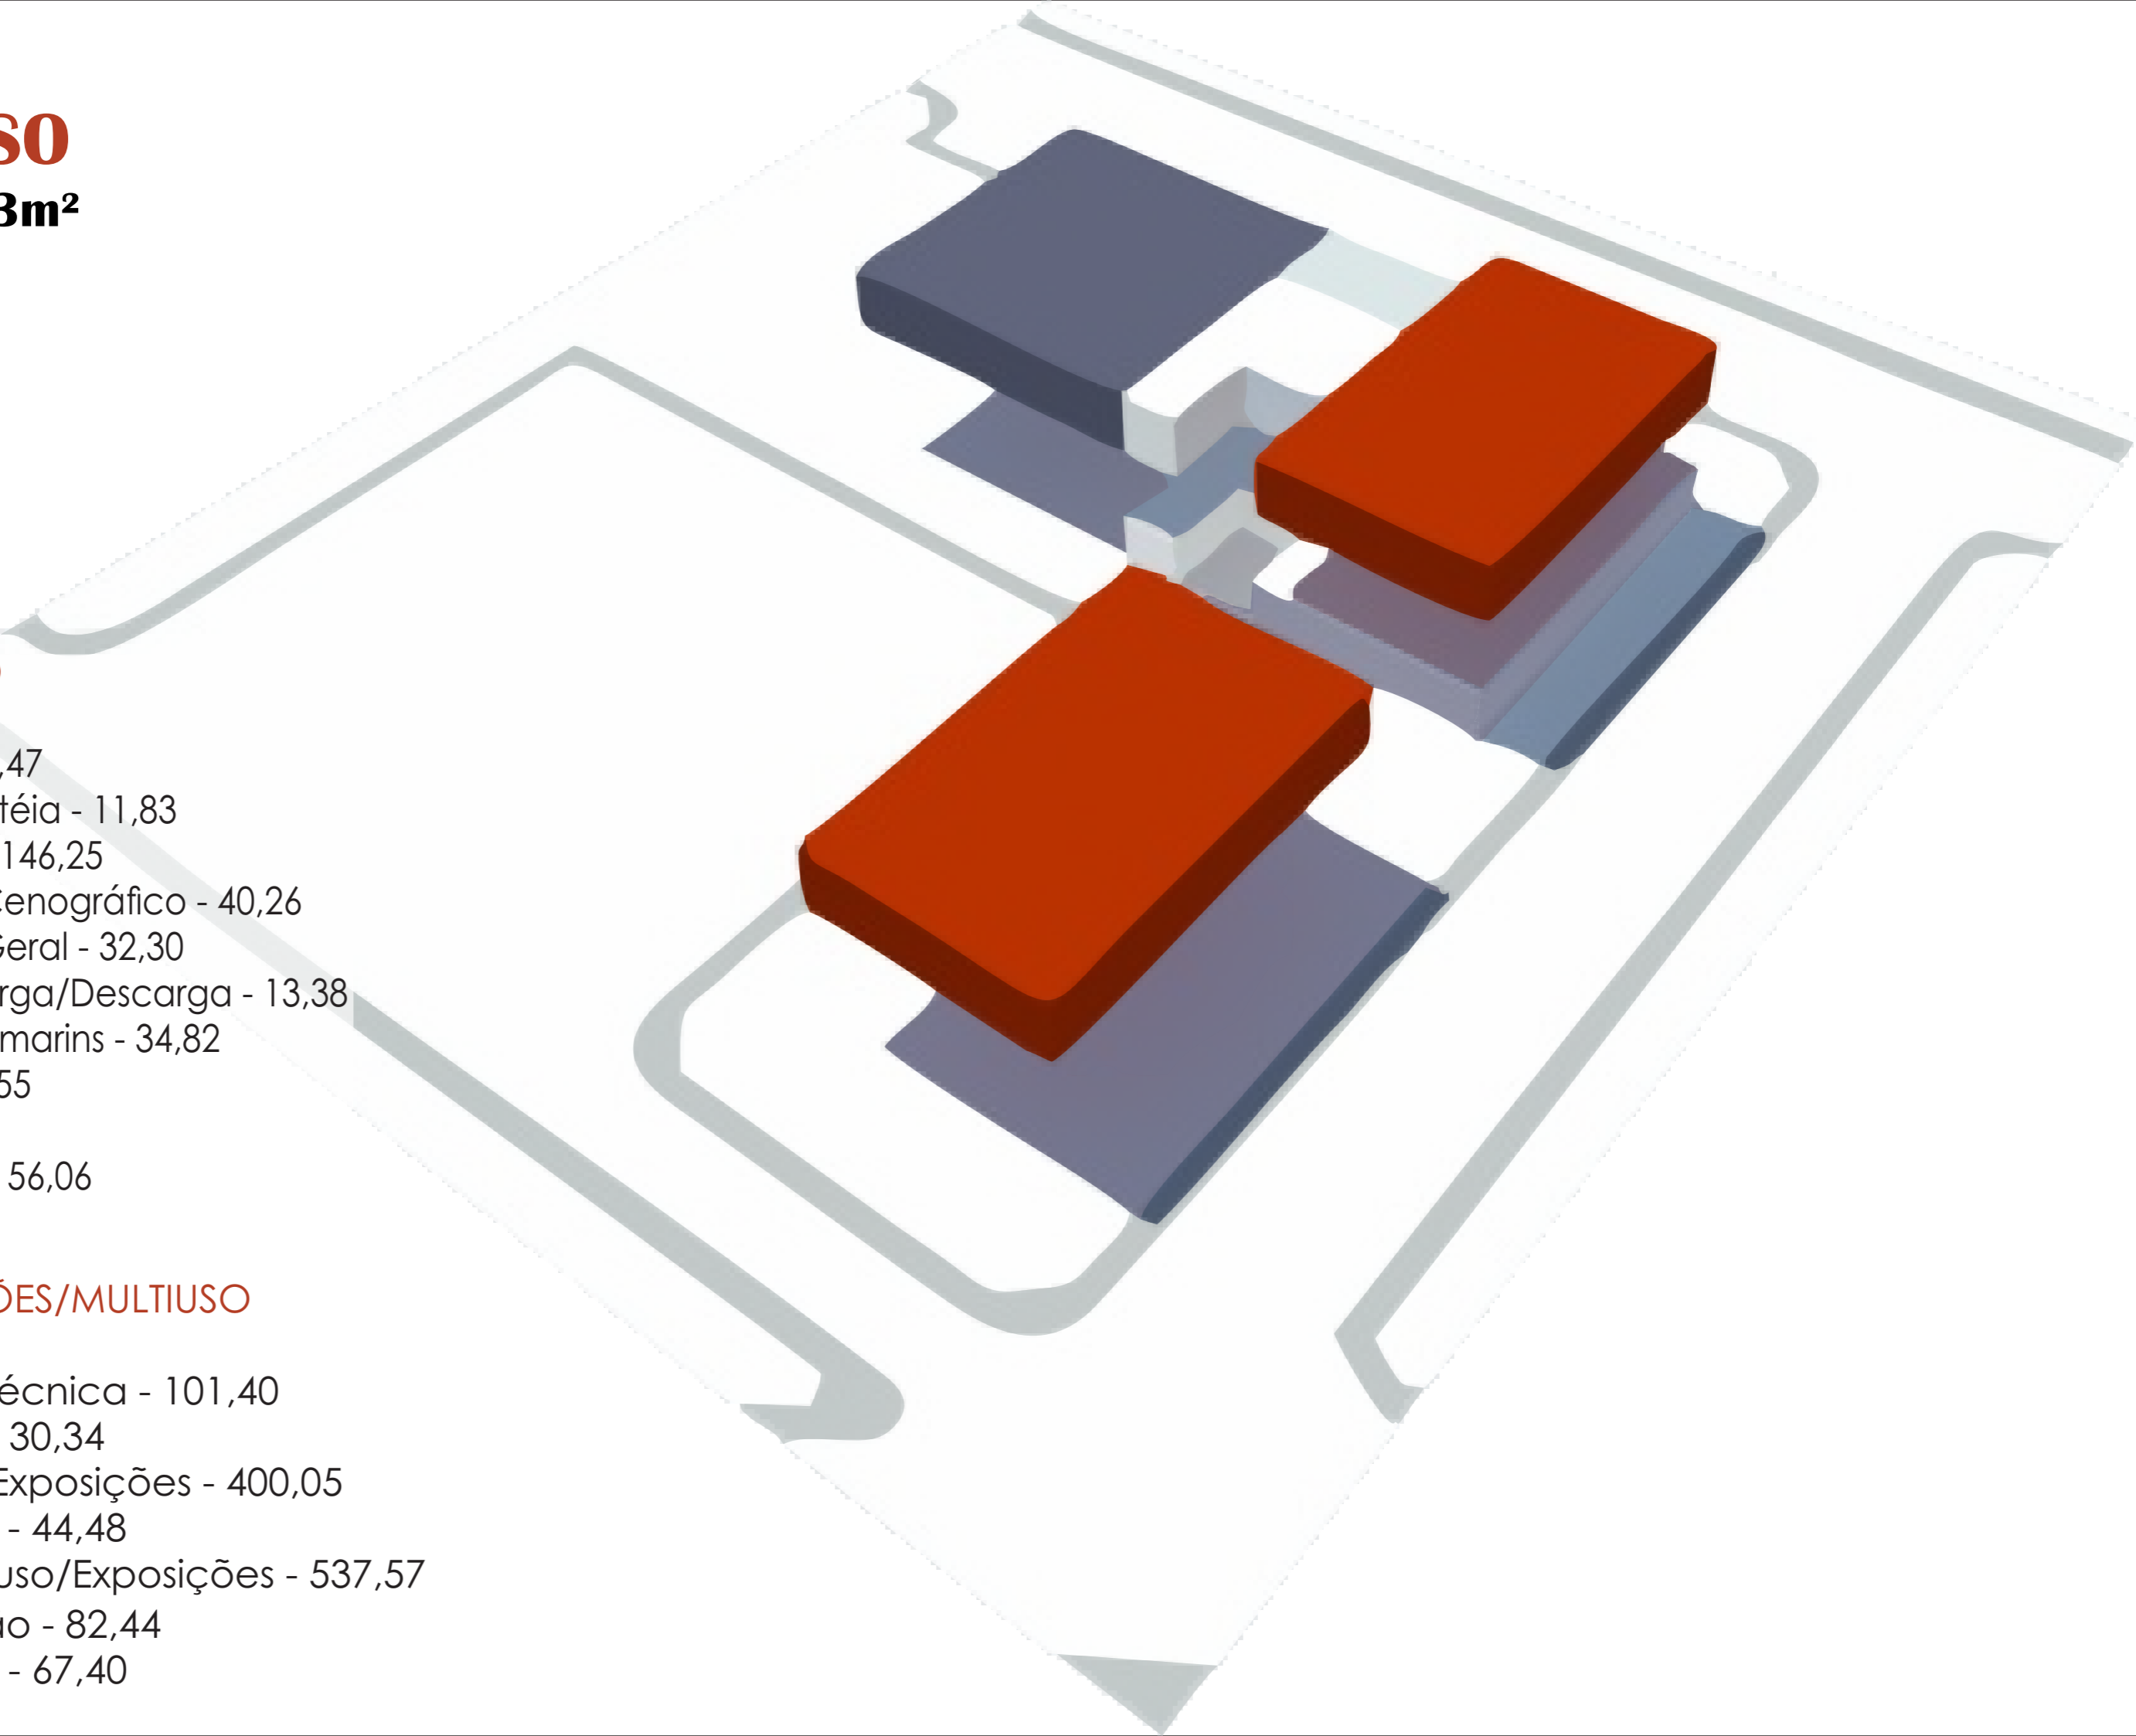 SO
3m²
,47
téia - 11,83
146,25
Cenográfico - 40,26
Geral - 32,30
rga/Descarga - 13,38
marins - 34,82
55
56,06
ÕES/MULTIUSO
écnica - 101,40
30,34
Exposições - 400,05
- 44,48
uso/Exposições - 537,57
ão - 82,44
- 67,40